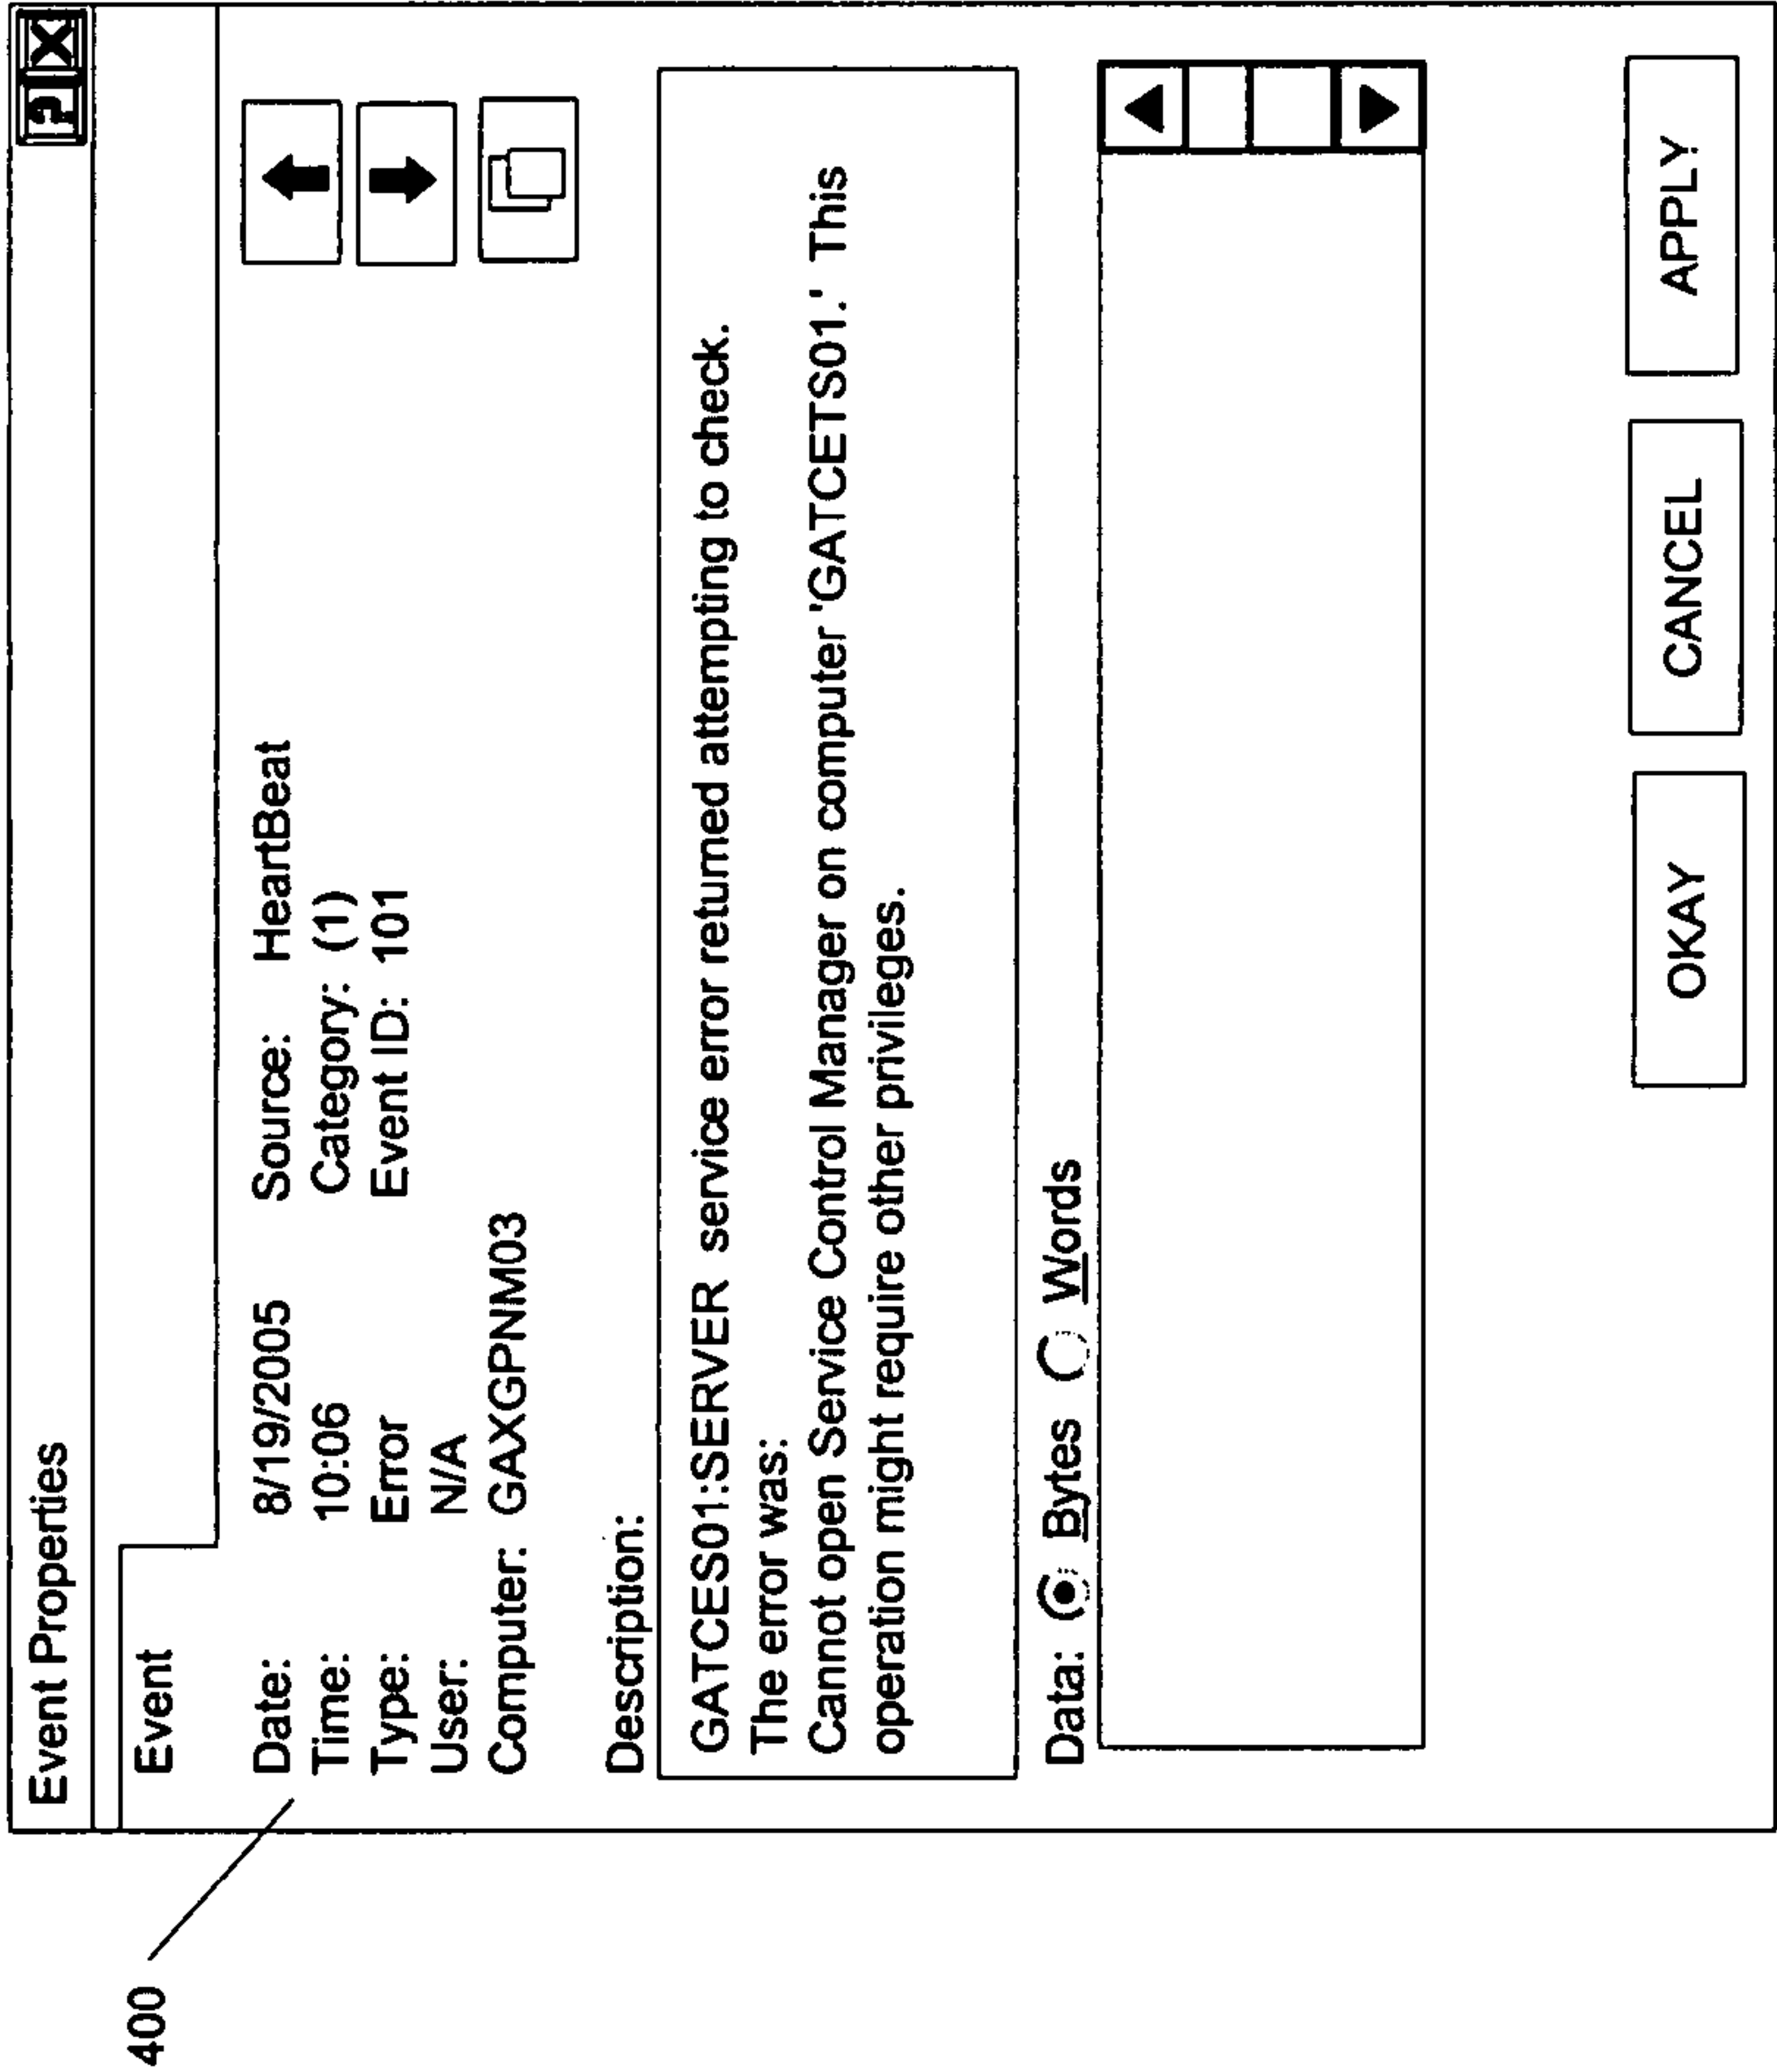 400
Event Properties
? X
Event
Date: 8/19/2005 Source: HeartBeat
Time: 10:06 Category: (1)
Type: Error Event ID: 101
User: N/A
Computer: GAXGPNM03
Description:
GATCES01:SERVER service error returned attempting to check.
The error was:
Cannot open Service Control Manager on computer 'GATCETS01.' This
operation might require other privileges.
Data: Bytes Words
OKAY CANCEL APPLY